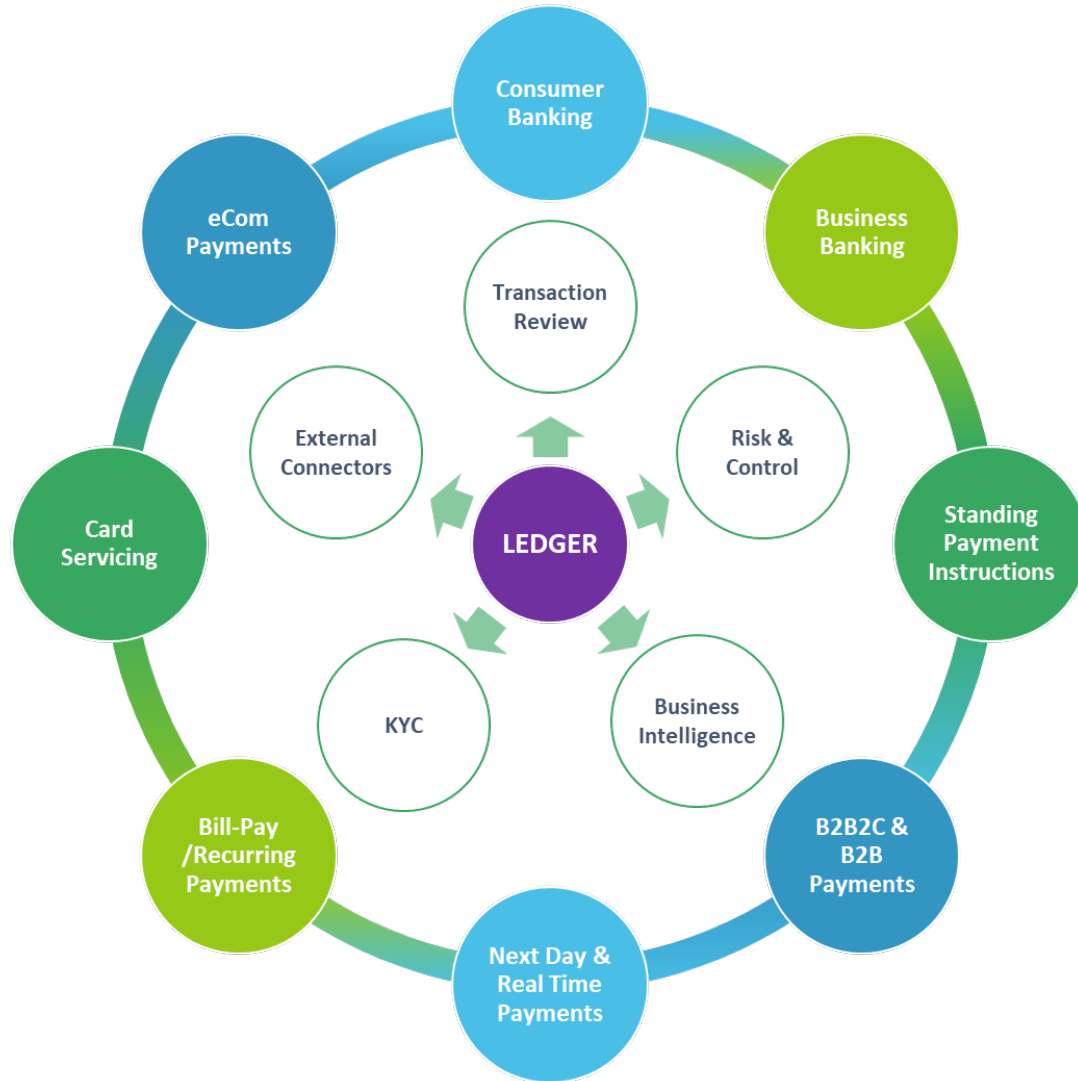 Consumer
Banking
eCom
Payments
Business
Banking
Transaction
Review
External
Connectors
Risk &
Control
Card
Servicing
LEDGER
Standing
Payment
Instructions
KYC
Business
Intelligence
Bill-Pay
/Recurring
Payments
B2B2C &
B2B
Payments
Next Day &
Real Time
Payments